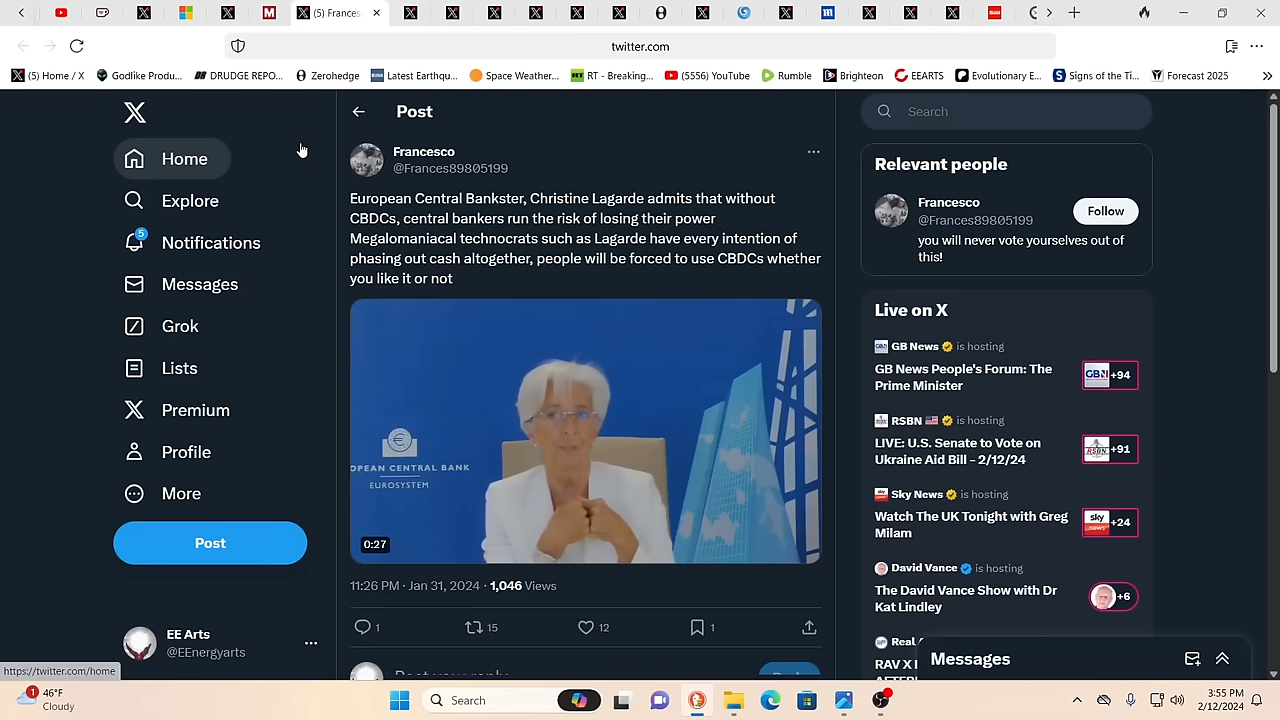 (5) Frances
twitter.com
(5) Home / X
Godlike Produ...
DRUDGE REPO...
Zerohedge
Latest Earthqu...
Space Weather...
RT - Breaking...
(5556) YouTube
Rumble
Brighteon
EEARTS
Evolutionary E...
Signs of the Ti...
Forecast 2025
Home
Explore
5
Notifications
Messages
Grok
Lists
Premium
Profile
More
Post
EE Arts
@EEnergyarts
https://twitter.com/home
Post
Francesco
@Frances89805199
European Central Bankster, Christine Lagarde admits that without
CBDCs, central bankers run the risk of losing their power
Megalomaniacal technocrats such as Lagarde have every intention of
phasing out cash altogether, people will be forced to use CBDCs whether
you like it or not
OPEAN CENTRAL BANK
EUROSYSTEM
0:27
11:26 PM · Jan 31, 2024 · 1,046 Views
1
15
12
1
Search
Relevant people
Francesco
@Frances89805199
Follow
you will never vote yourselves out of
this!
Live on X
GB News is hosting
GB News People's Forum: The
Prime Minister
GBN +94
RSBN is hosting
LIVE: U.S. Senate to Vote on
Ukraine Aid Bill - 2/12/24
RSBN +91
Sky News is hosting
Watch The UK Tonight with Greg
Milam
sky news +24
David Vance is hosting
The David Vance Show with Dr
Kat Lindley
+6
Real
RAV X
Messages
1
46°F
Cloudy
Search
3:55 PM
2/12/2024